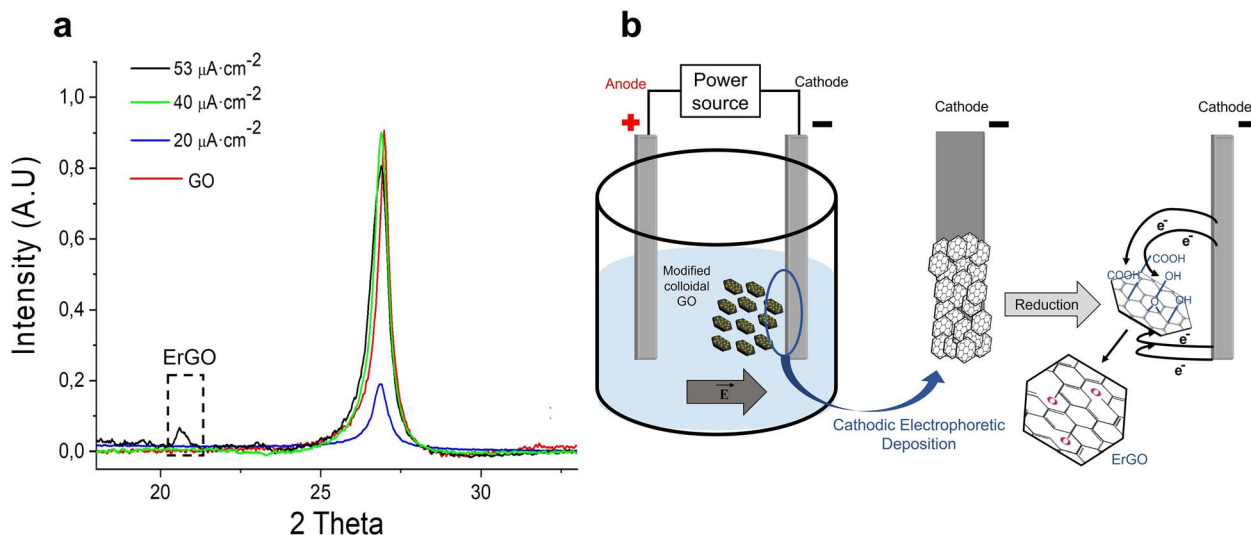 a
53 μA·cm-2
40 μA·cm-2
20 μA·cm-2
GO
1,0
0,8
0,6
0,4
0,2
0,0
Intensity (A.U)
ErGO
20
25
30
2 Theta
b
Anode
Power
source
Cathode
+
-
Modified
colloidal
GO
E
Cathodic Electrophoretic
Deposition
Cathode
-
Reduction
Cathode
-
e-
e-
COOH
COOH
OH
O
OH
e-
e-
ErGO